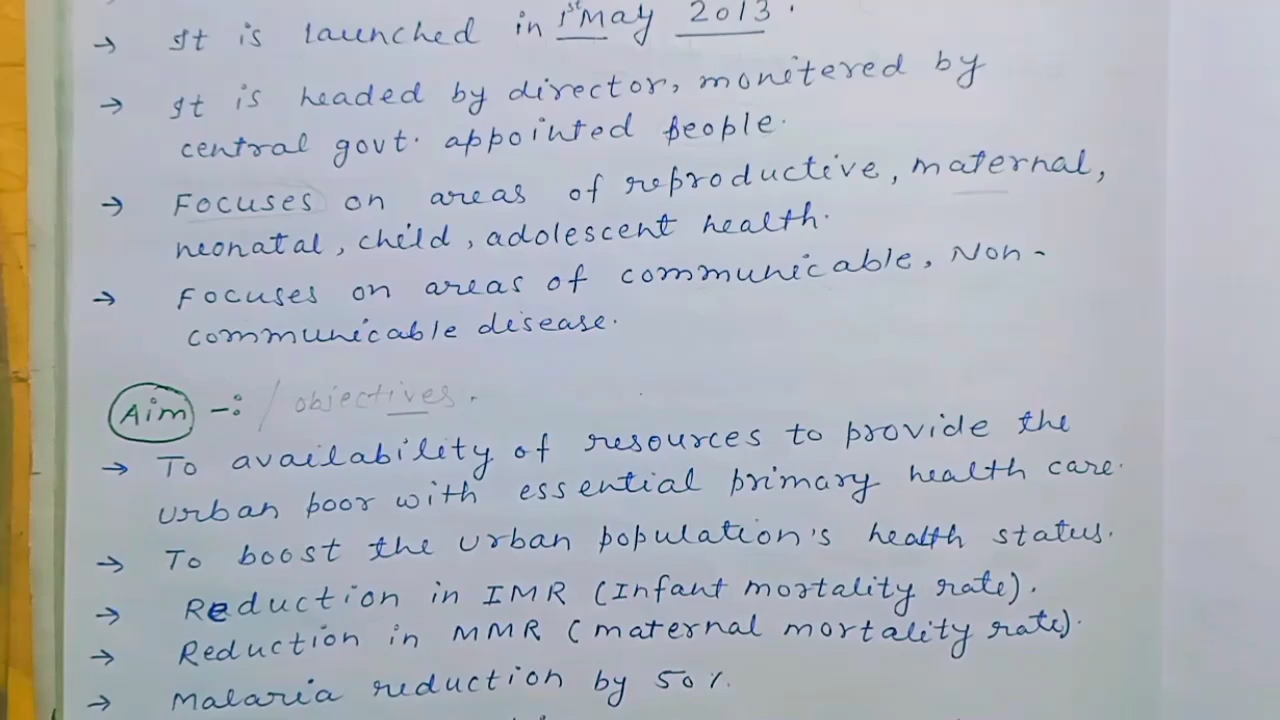 → It is launched in 1st May 2013.
→ It is headed by director, monitered by
central govt. appointed people.
→ Focuses on areas of reproductive, maternal,
neonatal, child, adolescent health.
→ Focuses on areas of communicable, Non-
communicable disease.
Aim -: / objectives.
→ To availability of resources to provide the
urban poor with essential primary health care.
→ To boost the urban population's health status.
→ Reduction in IMR (Infant mortality rate).
→ Reduction in MMR (maternal mortality rate).
→ Malaria reduction by 50%.